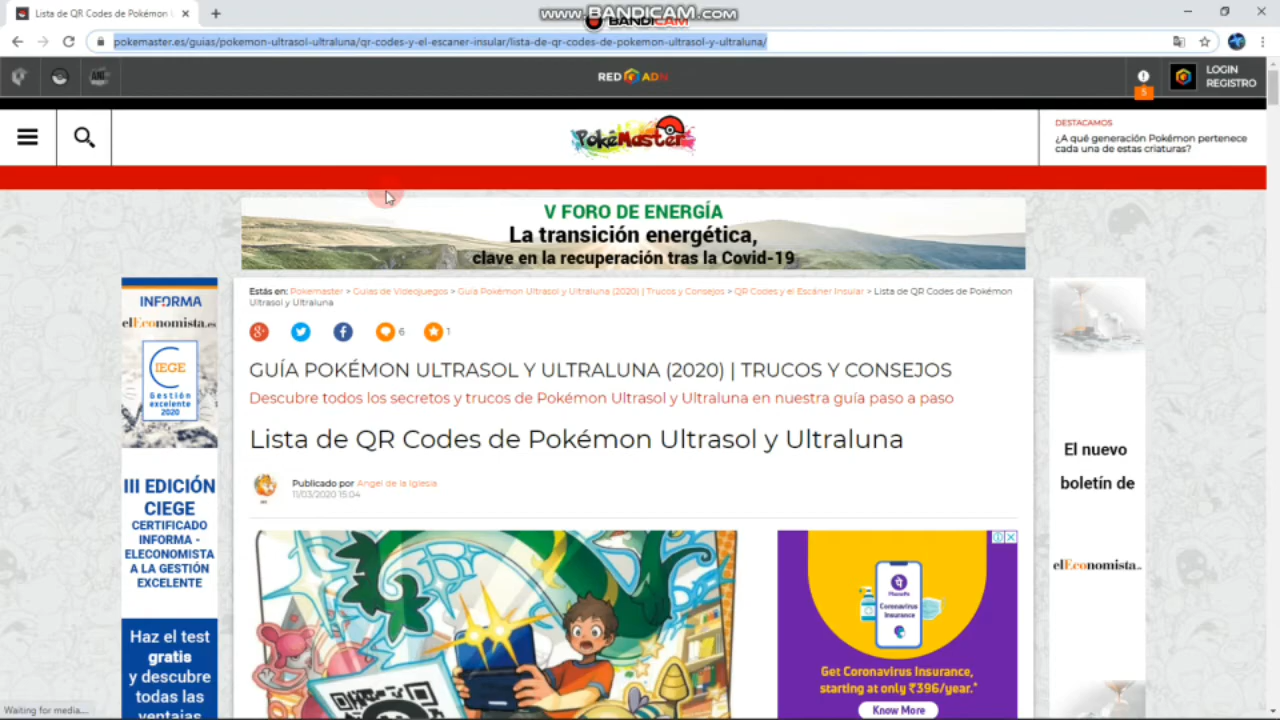 www.BANDICAM.com
BANDICAM
Lista de QR Codes de Pokémon U
pokemaster.es/guias/pokemon-ultrasol-ultraluna/qr-codes-y-el-escaner-insular/lista-de-qr-codes-de-pokemon-ultrasol-y-ultraluna/
RED ADN
5
LOGIN
REGISTRO
PokéMaster
DESTACAMOS
¿A qué generación Pokémon pertenece
cada una de estas criaturas?
V FORO DE ENERGÍA
La transición energética,
clave en la recuperación tras la Covid-19
Estás en: Pokemaster > Guías de Videojuegos > Guía Pokémon Ultrasol y Ultraluna (2020) | Trucos y Consejos > QR Codes y el Escáner Insular > Lista de QR Codes de Pokémon
Ultrasol y Ultraluna
6
1
GUÍA POKÉMON ULTRASOL Y ULTRALUNA (2020) | TRUCOS Y CONSEJOS
Descubre todos los secretos y trucos de Pokémon Ultrasol y Ultraluna en nuestra guía paso a paso
Lista de QR Codes de Pokémon Ultrasol y Ultraluna
Publicado por Angel de la Iglesia
11/03/2020 15:04
INFORMA
elEconomista.es
IEGE
Gestión
excelente
2020
III EDICIÓN
CIEGE
CERTIFICADO
INFORMA -
ELECONOMISTA
A LA GESTIÓN
EXCELENTE
Haz el test
gratis
y descubre
todas las
ventajas
El nuevo
boletín de
elEconomista..
PhonePe
Coronavirus
Insurance
Get Coronavirus Insurance,
starting at only ₹396/year.*
Know More
Waiting for media....